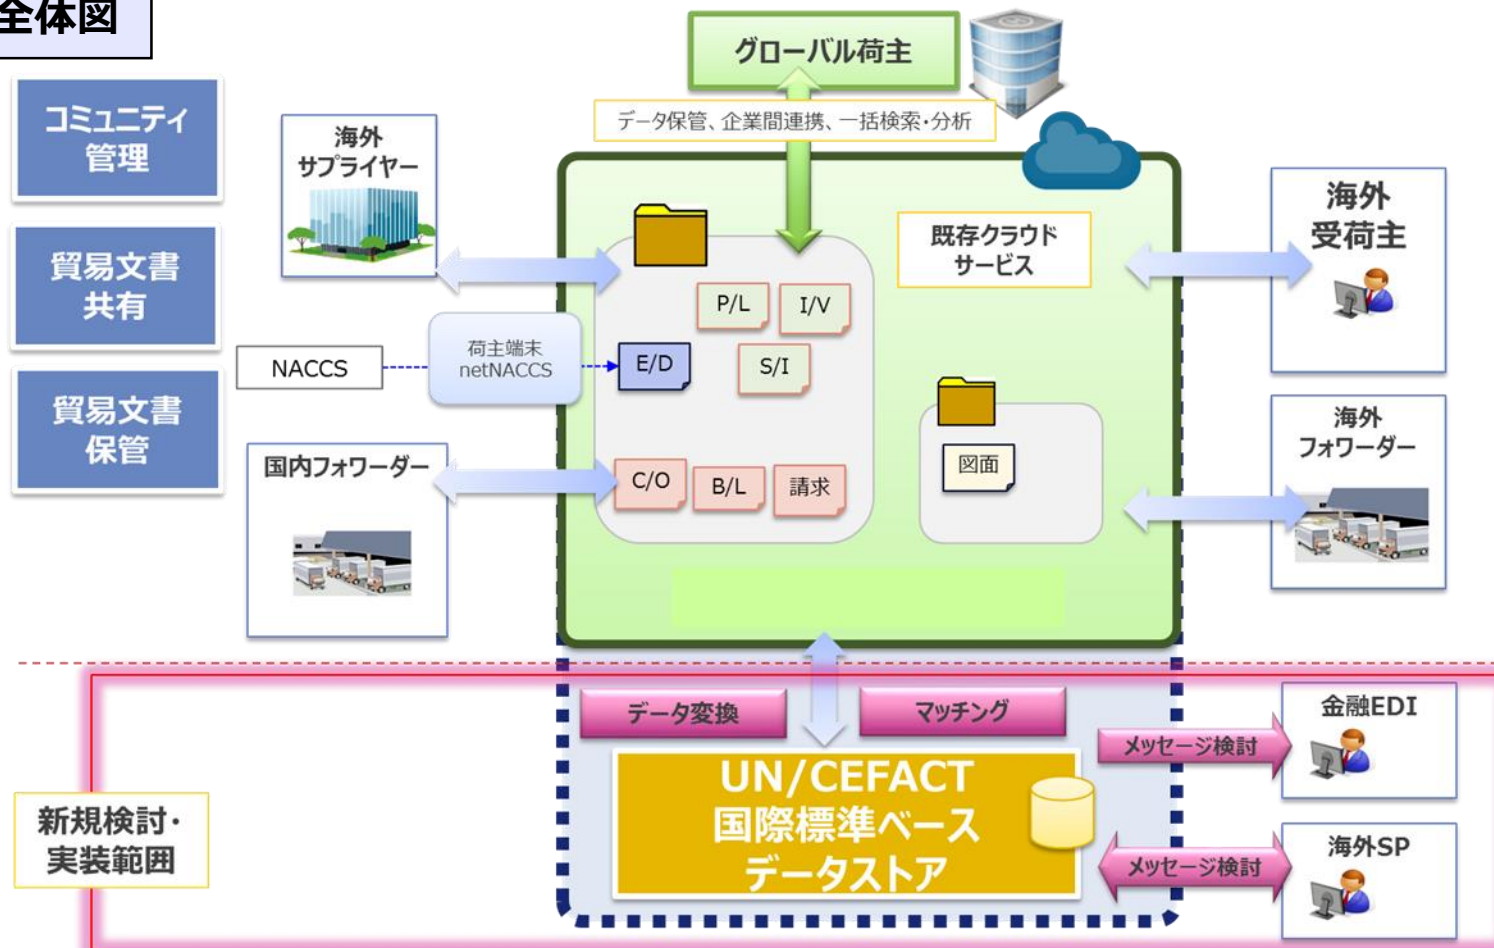 全体図
グローバル荷主
データ保管、企業間連携、一括検索・分析
コミュニティ
管理
貿易文書
共有
貿易文書
保管
海外
サプライヤー
NACCS
荷主端末
netNACCS
国内フォワーダー
P/L
I/V
E/D
S/I
C/O
B/L
請求
既存クラウド
サービス
図面
海外
受荷主
海外
フォワーダー
データ変換
マッチング
UN/CEFACT
国際標準ベース
データストア
メッセージ検討
金融EDI
メッセージ検討
海外SP
新規検討・
実装範囲